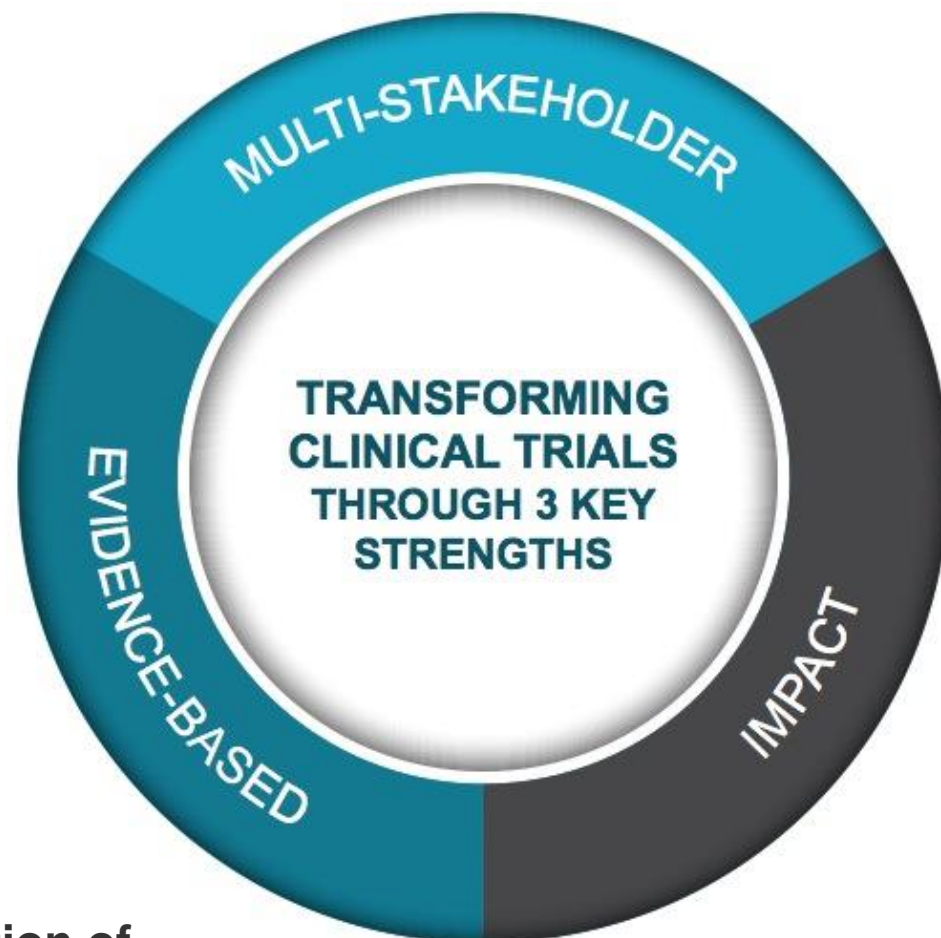 MULTI-STAKEHOLDER
TRANSFORMING
CLINICAL TRIALS
THROUGH 3 KEY
STRENGTHS
EVIDENCE-BASED
IMPACT